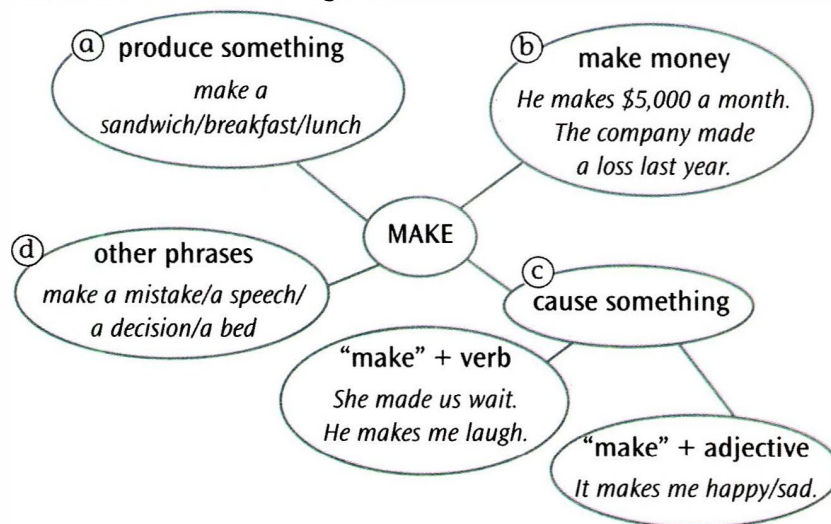 a produce something
make a
sandwich/breakfast/lunch
b make money
He makes $5,000 a month.
The company made
a loss last year.
MAKE
d other phrases
make a mistake/a speech/
a decision/a bed
c
cause something
"make" + verb
She made us wait.
He makes me laugh.
"make" + adjective
It makes me happy/sad.